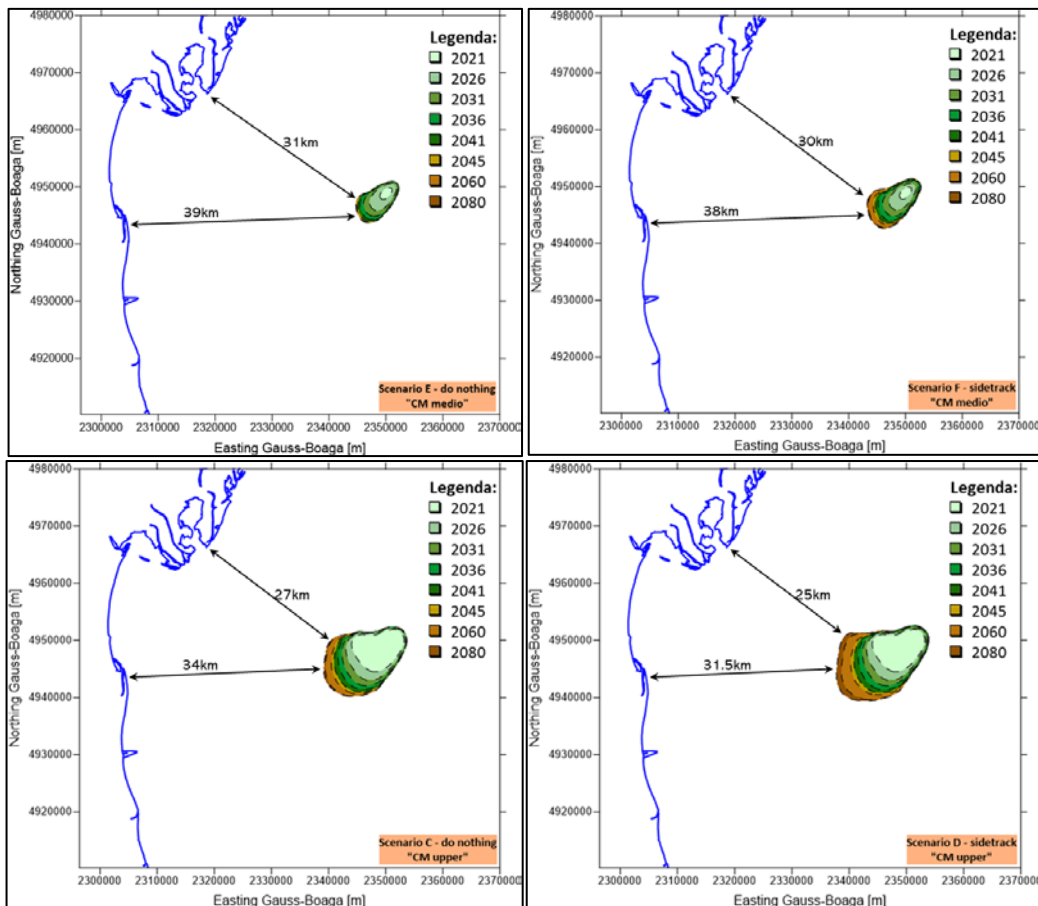 4980000
4970000
4960000
4950000
4940000
4930000
4920000
Northing Gauss-Boaga [m]
Legenda:
2021
2026
2031
2036
2041
2045
2060
2080
31km
39km
Scenario E - do nothing
"CM medio"
2300000 2310000 2320000 2330000 2340000 2350000 2360000 2370000
Easting Gauss-Boaga [m]
4980000
4970000
4960000
4950000
4940000
4930000
4920000
Northing Gauss-Boaga [m]
Legenda:
2021
2026
2031
2036
2041
2045
2060
2080
30km
38km
Scenario F - sidetrack
"CM medio"
2300000 2310000 2320000 2330000 2340000 2350000 2360000 2370000
Easting Gauss-Boaga [m]
4980000
4970000
4960000
4950000
4940000
4930000
4920000
Northing Gauss-Boaga [m]
Legenda:
2021
2026
2031
2036
2041
2045
2060
2080
27km
34km
Scenario C - do nothing
"CM upper"
2300000 2310000 2320000 2330000 2340000 2350000 2360000 2370000
Easting Gauss-Boaga [m]
4980000
4970000
4960000
4950000
4940000
4930000
4920000
Northing Gauss-Boaga [m]
Legenda:
2021
2026
2031
2036
2041
2045
2060
2080
25km
31.5km
Scenario D - sidetrack
"CM upper"
2300000 2310000 2320000 2330000 2340000 2350000 2360000 2370000
Easting Gauss-Boaga [m]